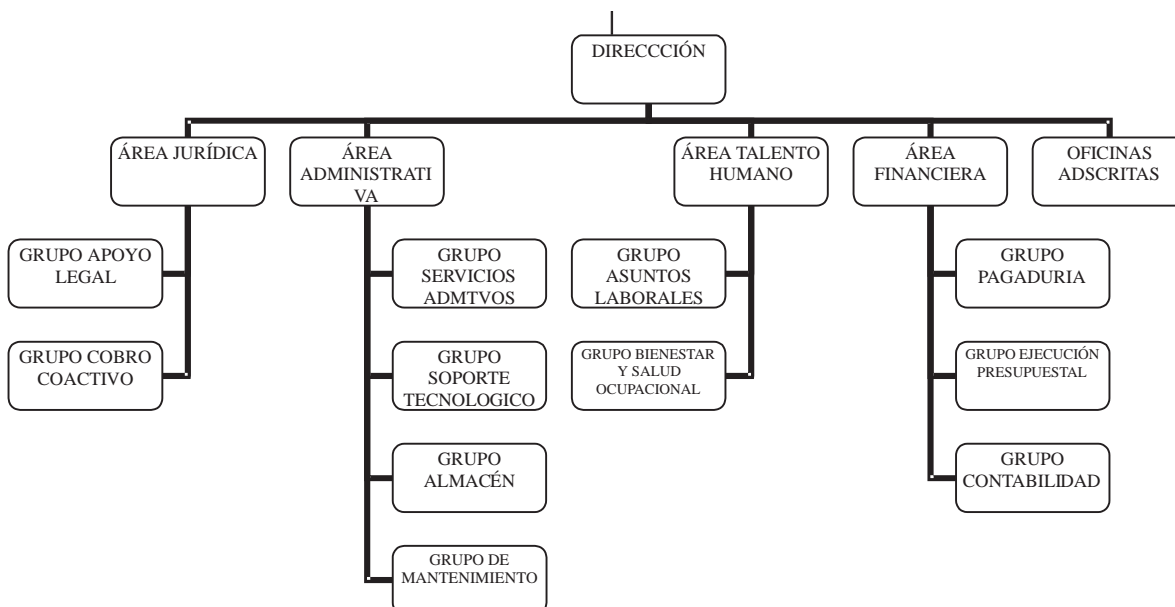 DIRECCCIÓN
ÁREA JURÍDICA
ÁREA
ADMINISTRATI
VA
ÁREA TALENTO
HUMANO
ÁREA
FINANCIERA
OFICINAS
ADSCRITAS
GRUPO APOYO
LEGAL
GRUPO
SERVICIOS
ADMTVOS
GRUPO
ASUNTOS
LABORALES
GRUPO
PAGADURIA
GRUPO COBRO
COACTIVO
GRUPO
SOPORTE
TECNOLOGICO
GRUPO BIENESTAR
Y SALUD
OCUPACIONAL
GRUPO EJECUCIÓN
PRESUPUESTAL
GRUPO
ALMACÉN
GRUPO
CONTABILIDAD
GRUPO DE
MANTENIMIENTO